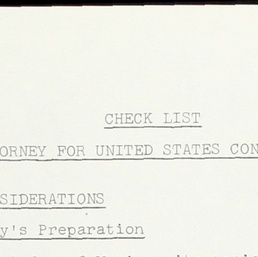 CHECK LIST
ORNEY FOR UNITED STATES CON
SIDERATIONS
y's Preparation